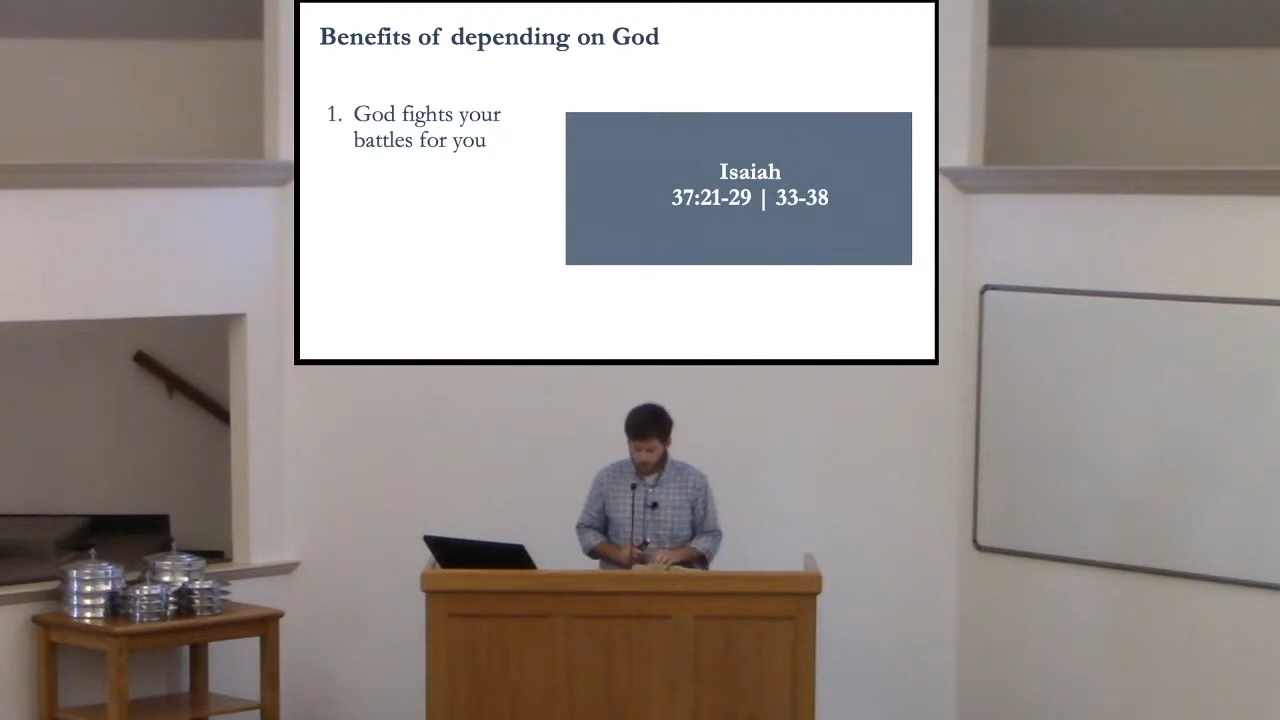 Benefits of depending on God
1. God fights your
battles for you
Isaiah
37:21-29 | 33-38